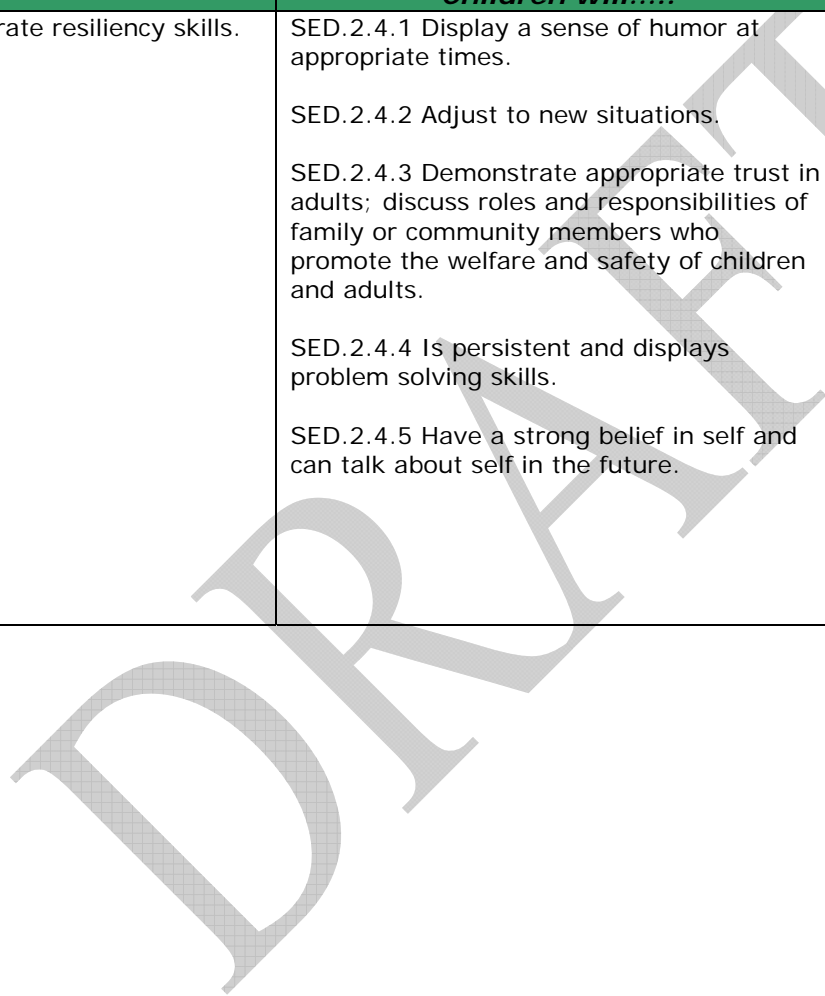 Children will.....
rate resiliency skills.
SED.2.4.1 Display a sense of humor at
appropriate times.
SED.2.4.2 Adjust to new situations.
SED.2.4.3 Demonstrate appropriate trust in
adults; discuss roles and responsibilities of
family or community members who
promote the welfare and safety of children
and adults.
SED.2.4.4 Is persistent and displays
problem solving skills.
SED.2.4.5 Have a strong belief in self and
can talk about self in the future.
DRAFT